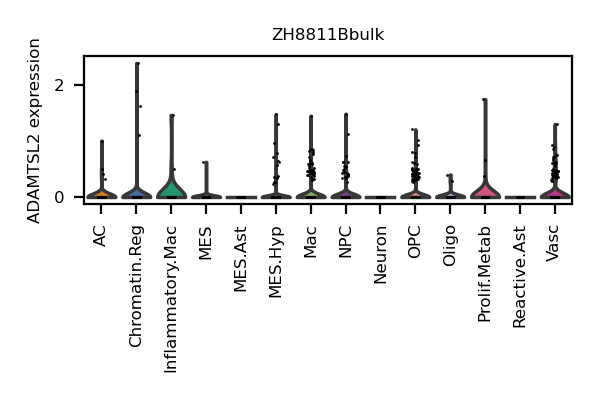 ZH8811Bbulk
ADAMTSL2 expression
2
0
AC
Chromatin.Reg
Inflammatory.Mac
MES
MES.Ast
MES.Hyp
Mac
NPC
Neuron
OPC
Oligo
Prolif.Metab
Reactive.Ast
Vasc